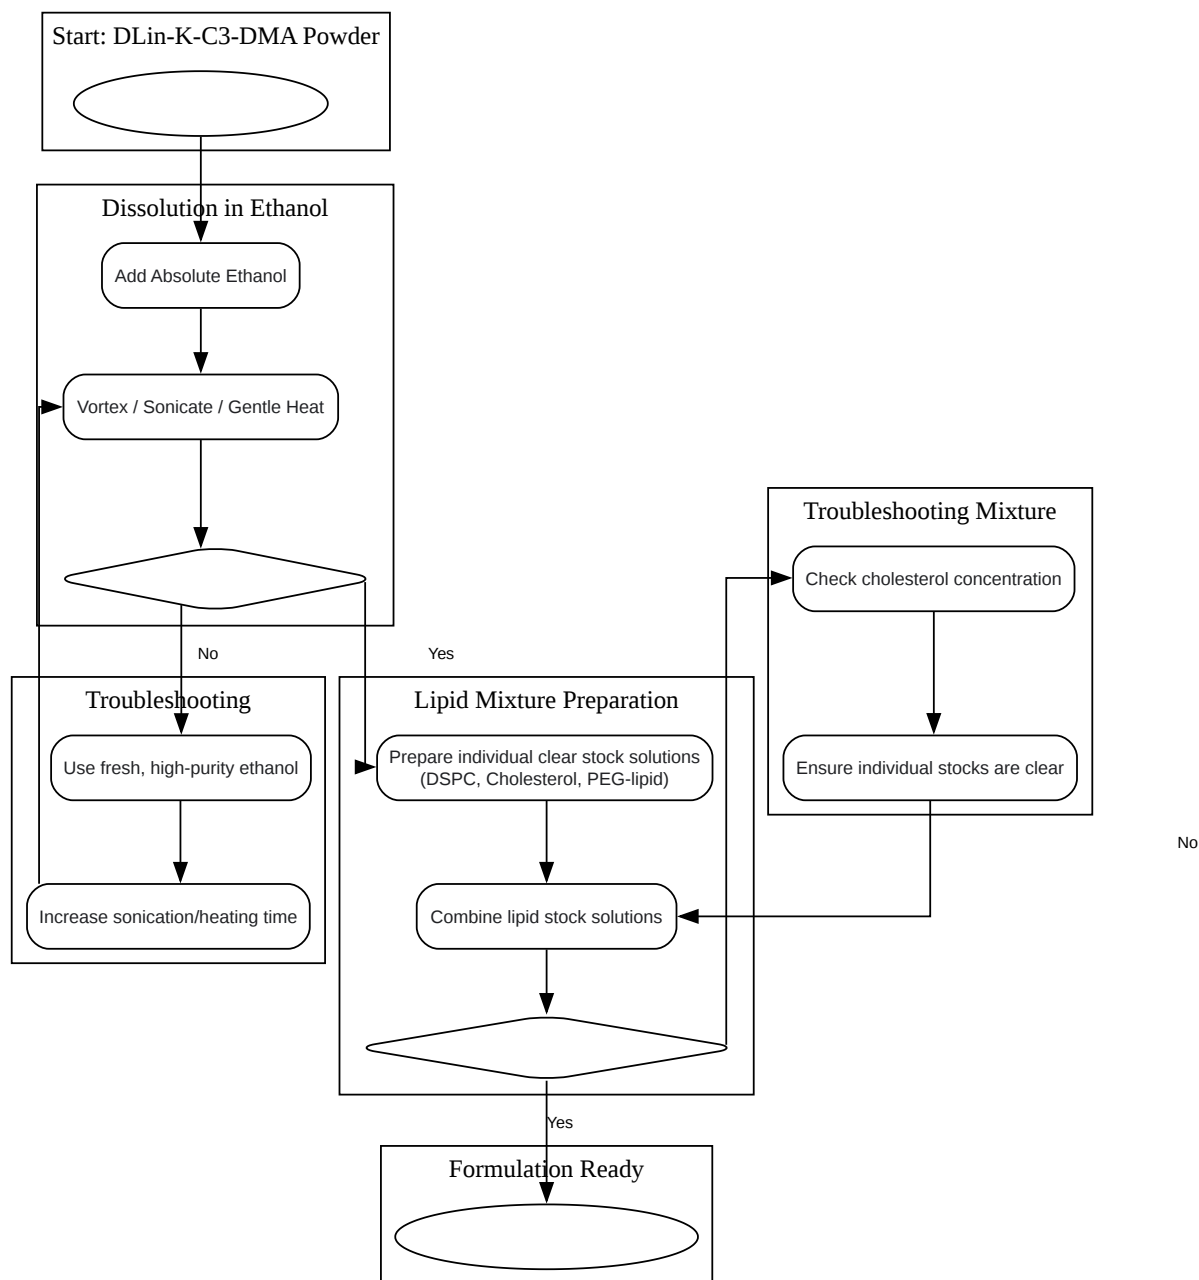 Start: DLin-K-C3-DMA Powder
Dissolution in Ethanol
Add Absolute Ethanol
Vortex / Sonicate / Gentle Heat
No
Yes
Troubleshooting
Use fresh, high-purity ethanol
Increase sonication/heating time
Lipid Mixture Preparation
Prepare individual clear stock solutions
(DSPC, Cholesterol, PEG-lipid)
Combine lipid stock solutions
Troubleshooting Mixture
Check cholesterol concentration
Ensure individual stocks are clear
No
Yes
Formulation Ready